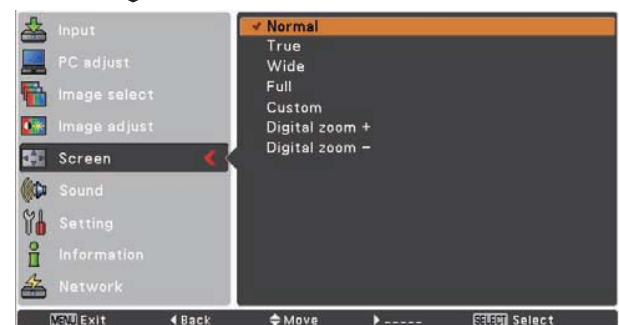 Input
PC adjust
Image select
Image adjust
Screen
Sound
Setting
Information
Network
Normal
True
Wide
Full
Custom
Digital zoom +
Digital zoom –
MENU Exit ◀Back Move ▶----- SELECT Select